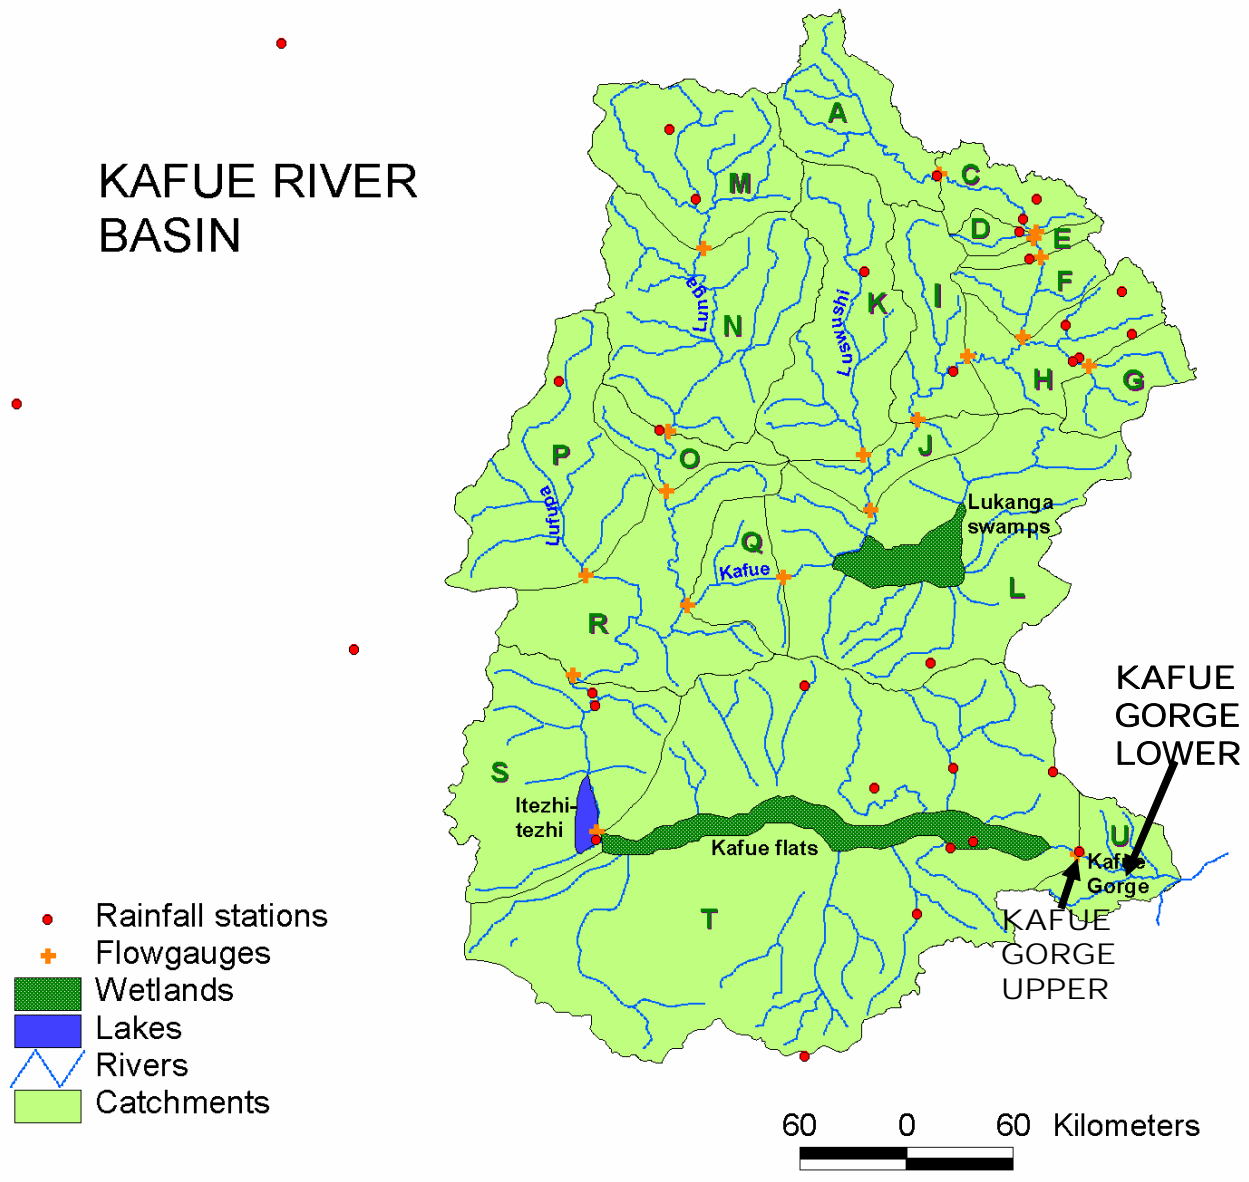 KAFUE RIVER
BASIN
A
C
M
D
E
F
Lunga
N
Luswushi
K
I
H
G
P
O
J
Lufupa
Lukanga
swamps
Q
Kafue
L
R
KAFUE
GORGE
LOWER
S
Itezhi-
tezhi
Kafue flats
U
Kafue
Gorge
T
KAFUE
GORGE
UPPER
Rainfall stations
Flowgauges
Wetlands
Lakes
Rivers
Catchments
60 0 60 Kilometers